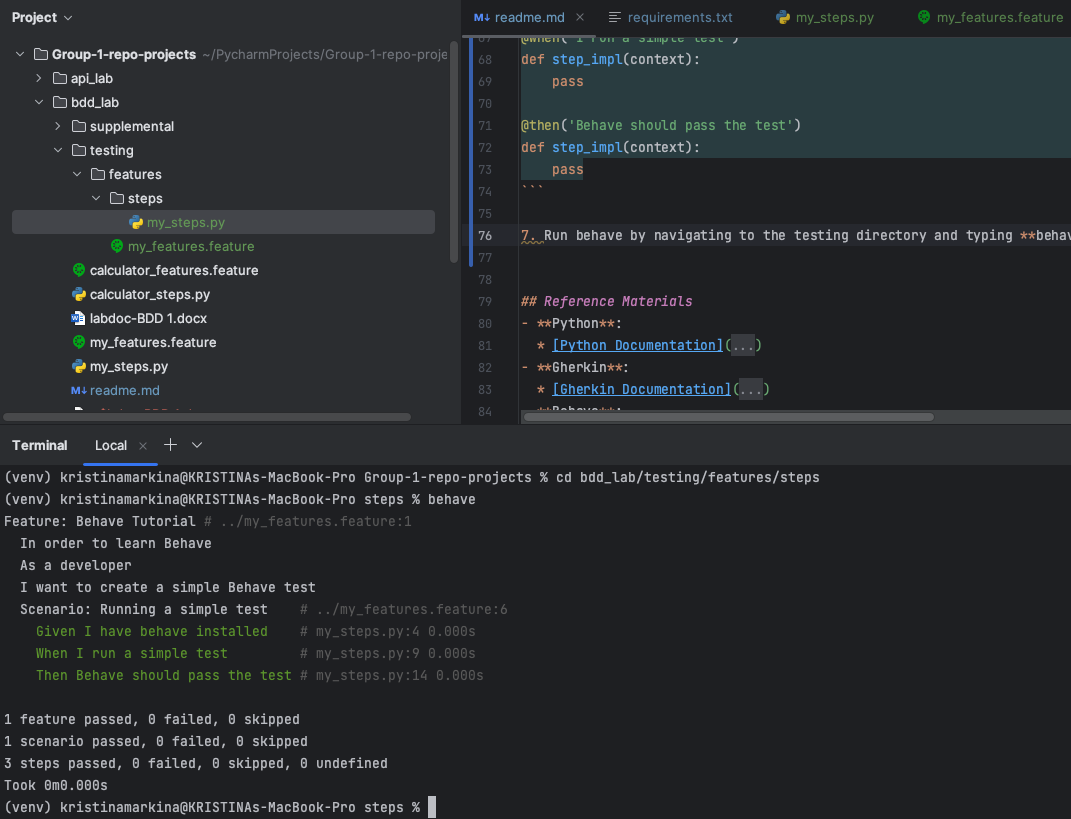 Project
Group-1-repo-projects ~/PycharmProjects/Group-1-repo-proje
api_lab
bdd_lab
supplemental
testing
features
steps
my_steps.py
my_features.feature
calculator_features.feature
calculator_steps.py
labdoc-BDD 1.docx
my_features.feature
my_steps.py
M↓ readme.md
M↓ readme.md
requirements.txt
my_steps.py
my_features.feature
67 @when('I run a simple test')
68 def step_impl(context):
69 pass
70
71 @then('Behave should pass the test')
72 def step_impl(context):
73 pass
74 ```
75
76 7. Run behave by navigating to the testing directory and typing **behav
77
78
79 ## Reference Materials
80 - **Python**:
81 * [Python Documentation](...)
82 - **Gherkin**:
83 * [Gherkin Documentation](...)
84 - **Behave**:
Terminal Local
(venv) kristinamarkina@KRISTINAs-MacBook-Pro Group-1-repo-projects % cd bdd_lab/testing/features/steps
(venv) kristinamarkina@KRISTINAs-MacBook-Pro steps % behave
Feature: Behave Tutorial # ../my_features.feature:1
In order to learn Behave
As a developer
I want to create a simple Behave test
Scenario: Running a simple test # ../my_features.feature:6
Given I have behave installed # my_steps.py:4 0.000s
When I run a simple test # my_steps.py:9 0.000s
Then Behave should pass the test # my_steps.py:14 0.000s
1 feature passed, 0 failed, 0 skipped
1 scenario passed, 0 failed, 0 skipped
3 steps passed, 0 failed, 0 skipped, 0 undefined
Took 0m0.000s
(venv) kristinamarkina@KRISTINAs-MacBook-Pro steps %